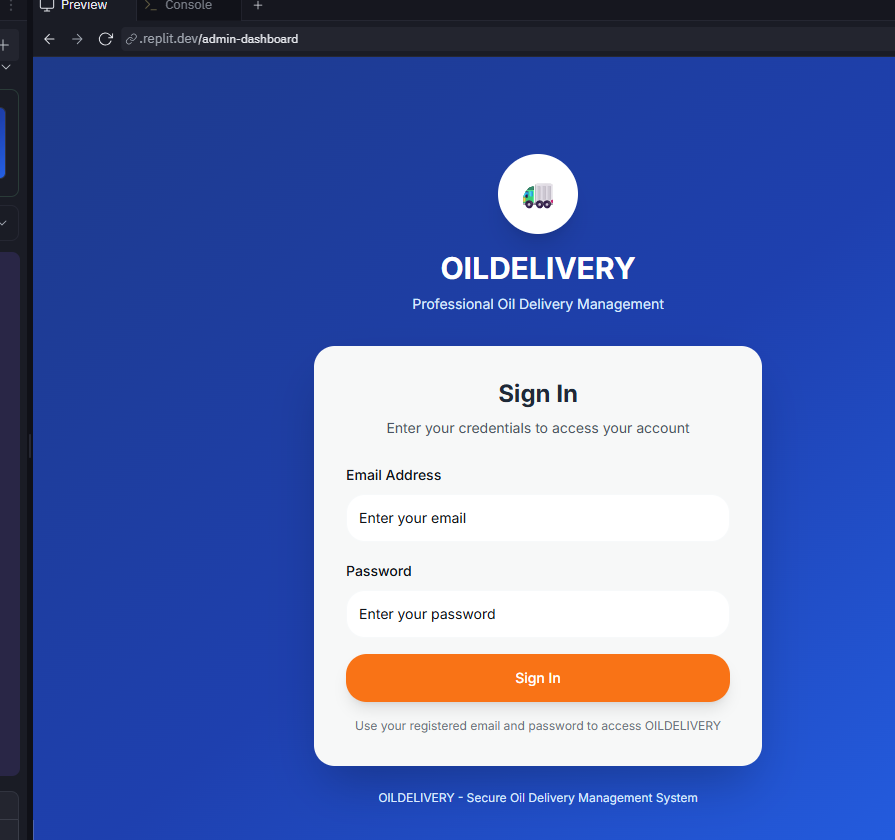 Preview
Console
.replit.dev/admin-dashboard
OILDELIVERY
Professional Oil Delivery Management
Sign In
Enter your credentials to access your account
Email Address
Enter your email
Password
Enter your password
Sign In
Use your registered email and password to access OILDELIVERY
OILDELIVERY - Secure Oil Delivery Management System